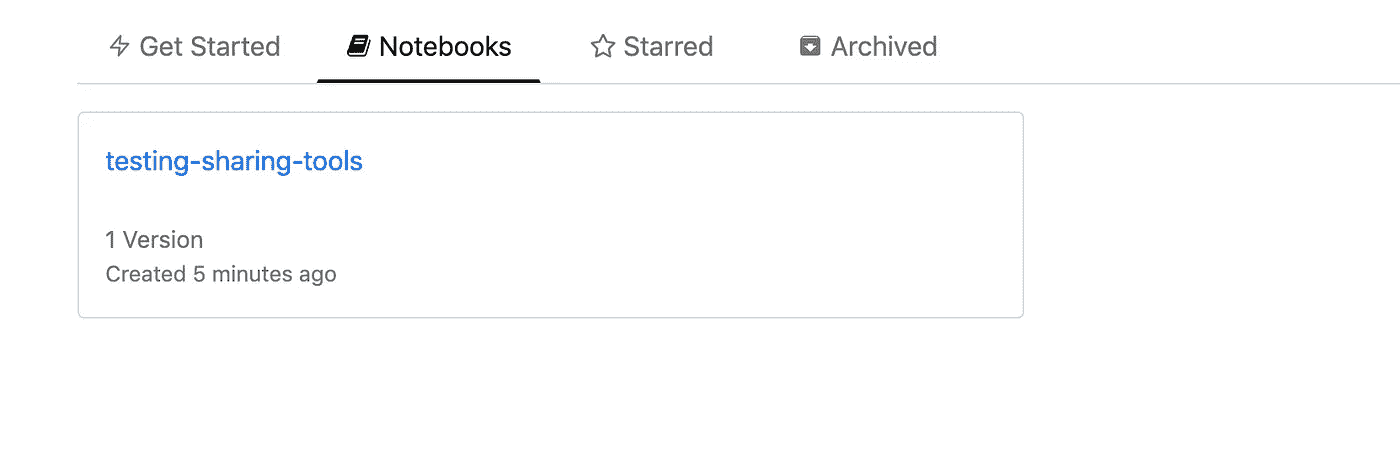 Get Started Notebooks Starred Archived
testing-sharing-tools
1 Version
Created 5 minutes ago